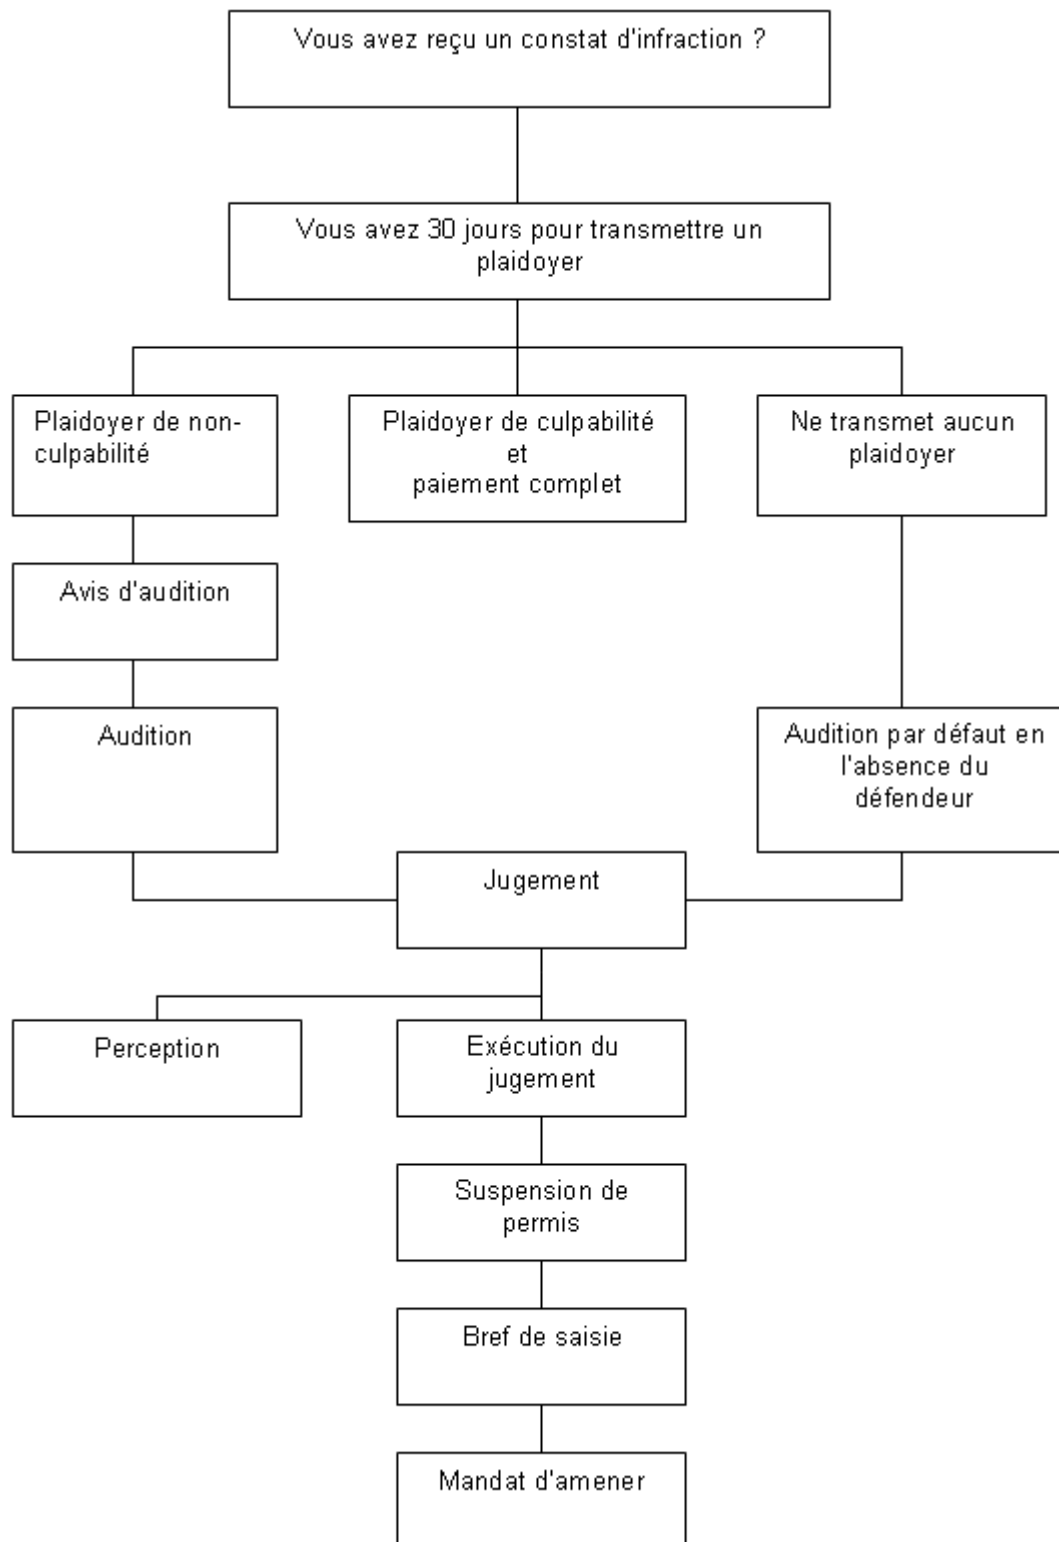 Vous avez reçu un constat d'infraction ?
Vous avez 30 jours pour transmettre un
plaidoyer
Plaidoyer de non-
culpabilité
Plaidoyer de culpabilité
et
paiement complet
Ne transmet aucun
plaidoyer
Avis d'audition
Audition
Audition par défaut en
l'absence du
défendeur
Jugement
Perception
Exécution du
jugement
Suspension de
permis
Bref de saisie
Mandat d'amener